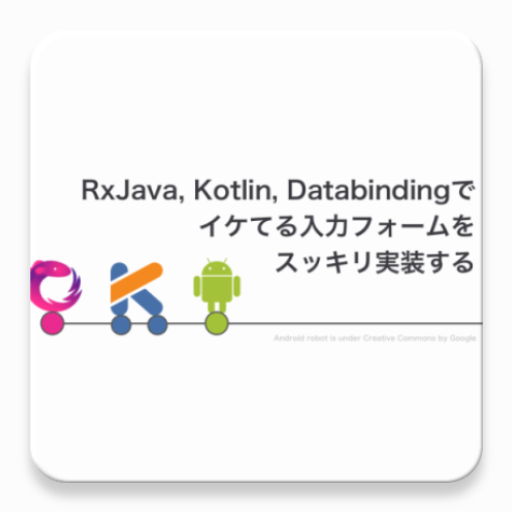 RxJava, Kotlin, Databindingで
イケてる入力フォームを
スッキリ実装する
Android robot is under Creative Commons by Google